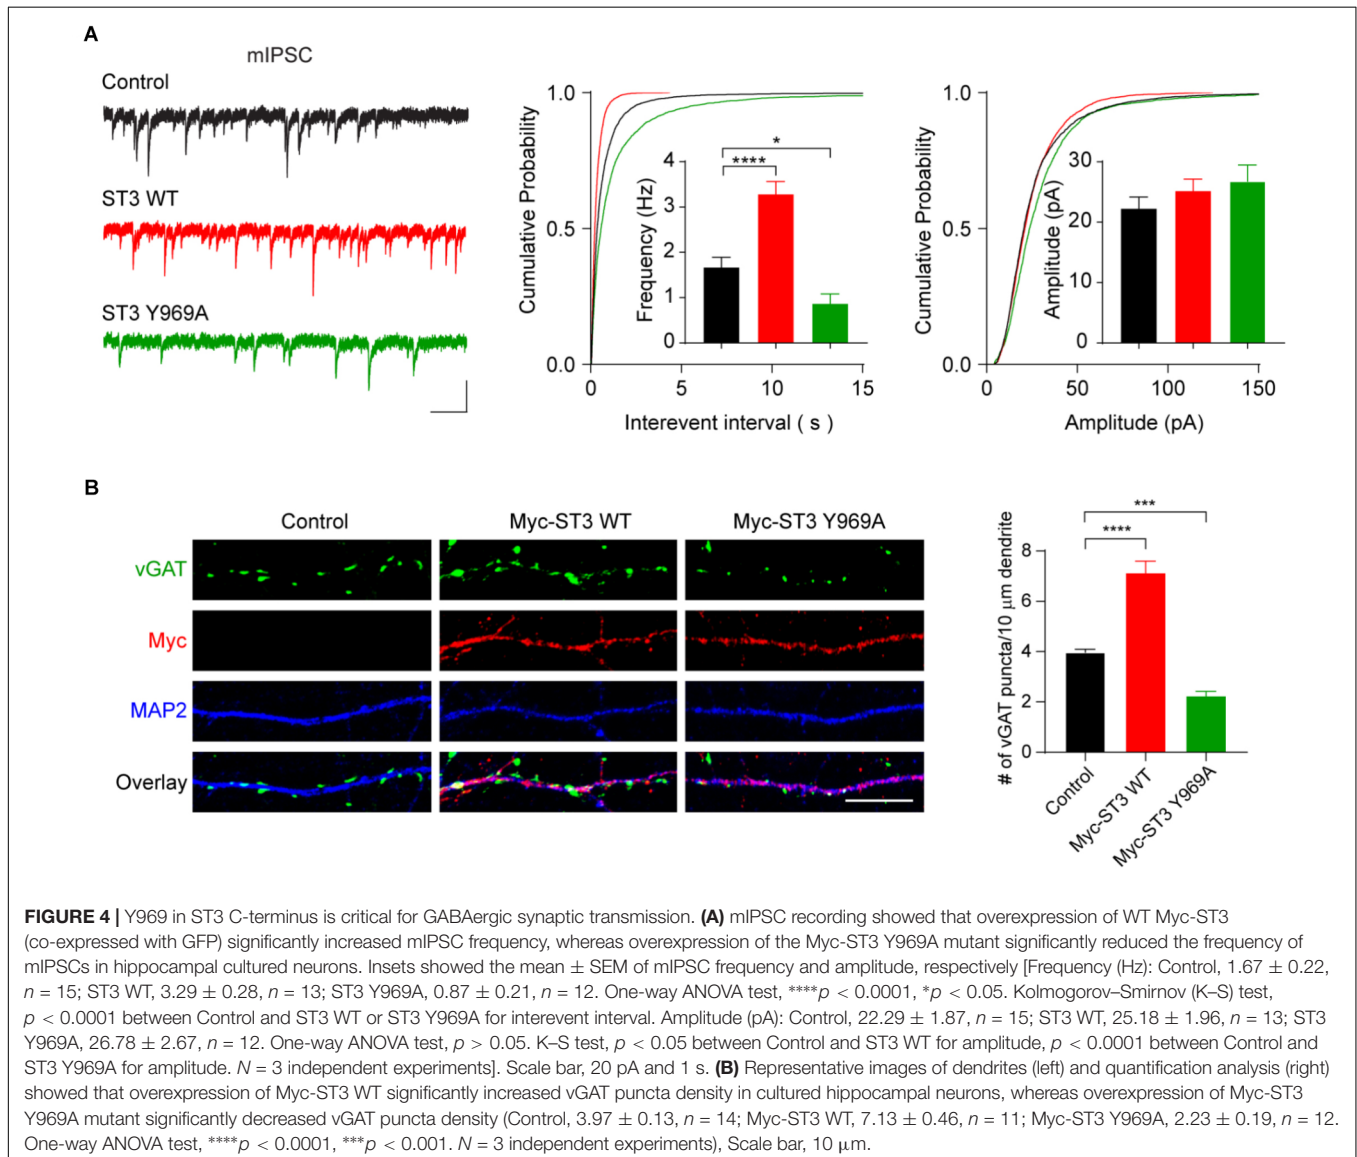 A
mIPSC
Control
ST3 WT
ST3 Y969A
Cumulative Probability
1.0
0.5
0.0
0
5
10
15
Interevent interval ( s )
Frequency (Hz)
4
3
2
1
0
****
*
Cumulative Probability
1.0
0.5
0.0
0
50
100
150
Amplitude (pA)
Amplitude (pA)
30
20
10
0
B
Control
Myc-ST3 WT
Myc-ST3 Y969A
vGAT
Myc
MAP2
Overlay
# of vGAT puncta/10 μm dendrite
8
6
4
2
0
***
****
Control
Myc-ST3 WT
Myc-ST3 Y969A
FIGURE 4 | Y969 in ST3 C-terminus is critical for GABAergic synaptic transmission. (A) mIPSC recording showed that overexpression of WT Myc-ST3
(co-expressed with GFP) significantly increased mIPSC frequency, whereas overexpression of the Myc-ST3 Y969A mutant significantly reduced the frequency of
mIPSCs in hippocampal cultured neurons. Insets showed the mean ± SEM of mIPSC frequency and amplitude, respectively [Frequency (Hz): Control, 1.67 ± 0.22,
n = 15; ST3 WT, 3.29 ± 0.28, n = 13; ST3 Y969A, 0.87 ± 0.21, n = 12. One-way ANOVA test, ****p < 0.0001, *p < 0.05. Kolmogorov–Smirnov (K–S) test,
p < 0.0001 between Control and ST3 WT or ST3 Y969A for interevent interval. Amplitude (pA): Control, 22.29 ± 1.87, n = 15; ST3 WT, 25.18 ± 1.96, n = 13; ST3
Y969A, 26.78 ± 2.67, n = 12. One-way ANOVA test, p > 0.05. K–S test, p < 0.05 between Control and ST3 WT for amplitude, p < 0.0001 between Control and
ST3 Y969A for amplitude. N = 3 independent experiments]. Scale bar, 20 pA and 1 s. (B) Representative images of dendrites (left) and quantification analysis (right)
showed that overexpression of Myc-ST3 WT significantly increased vGAT puncta density in cultured hippocampal neurons, whereas overexpression of Myc-ST3
Y969A mutant significantly decreased vGAT puncta density (Control, 3.97 ± 0.13, n = 14; Myc-ST3 WT, 7.13 ± 0.46, n = 11; Myc-ST3 Y969A, 2.23 ± 0.19, n = 12.
One-way ANOVA test, ****p < 0.0001, ***p < 0.001. N = 3 independent experiments), Scale bar, 10 μm.